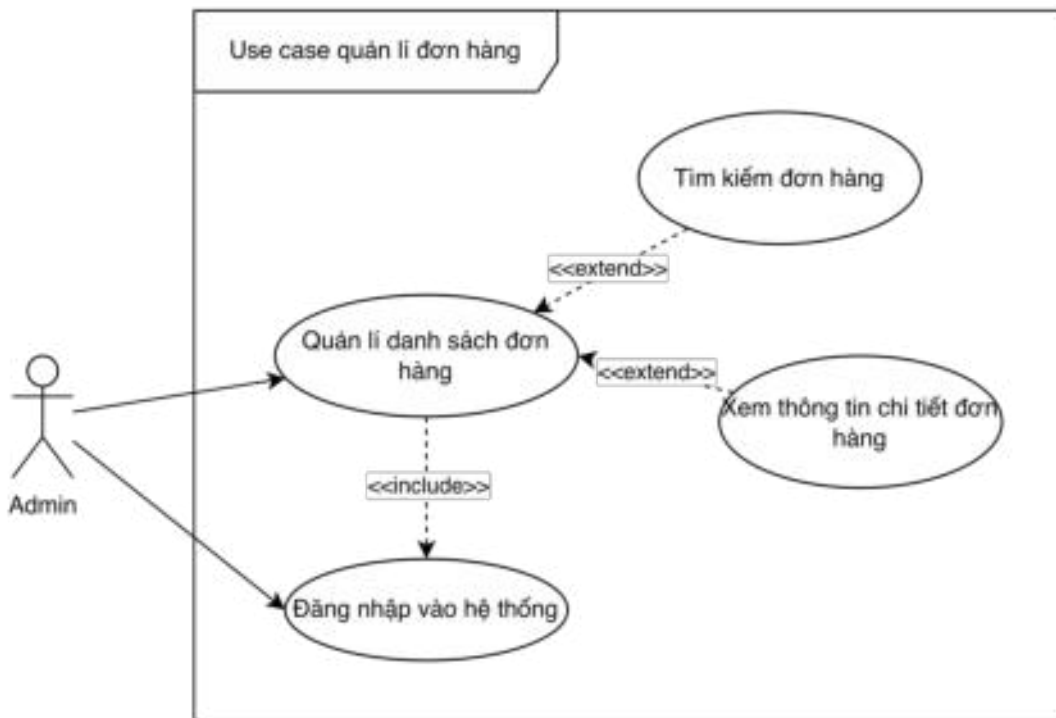 Use case quản lí đơn hàng
Tìm kiếm đơn hàng
<<extend>>
Quản lí danh sách đơn
hàng
<<extend>>
Xem thông tin chi tiết đơn
hàng
<<include>>
Admin
Đăng nhập vào hệ thống